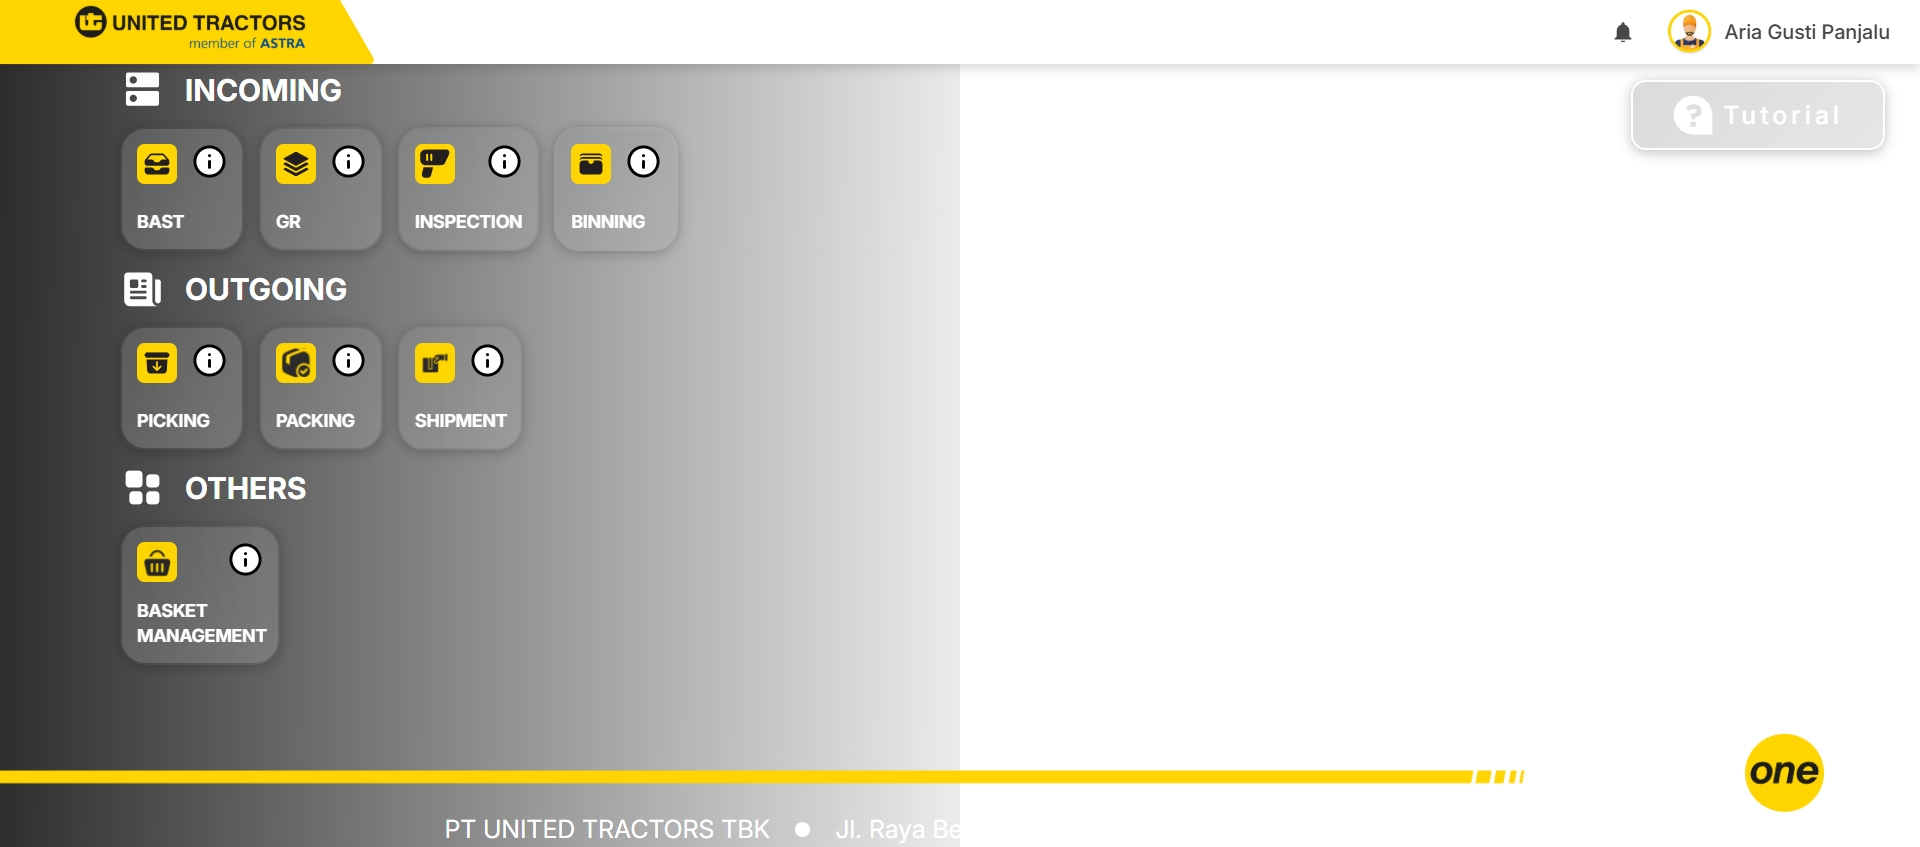 UNITED TRACTORS
member of ASTRA
Aria Gusti Panjalu
INCOMING
Tutorial
BAST
GR
INSPECTION
BINNING
OUTGOING
PICKING
PACKING
SHIPMENT
OTHERS
BASKET
MANAGEMENT
one
PT UNITED TRACTORS TBK ● Jl. Raya Be